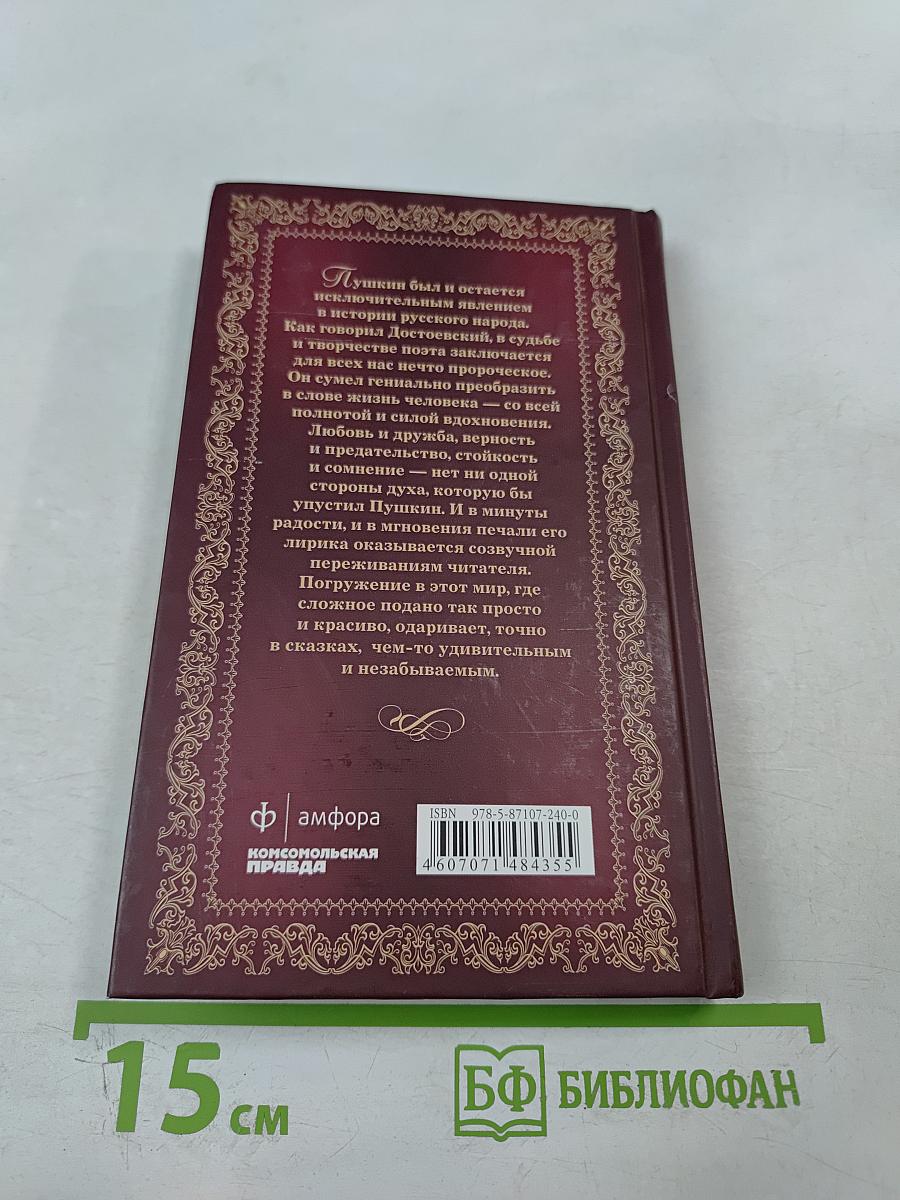 Пушкин был и остается
исключительным явлением
в истории русского народа.
Как говорил Достоевский, в судьбе
и творчестве поэта заключается
для всех нас нечто пророческое.
Он сумел гениально преобразить
в слове жизнь человека — со всей
полнотой и силой вдохновения.
Любовь и дружба, верность
и предательство, стойкость
и сомнение — нет ни одной
стороны духа, которую бы
упустил Пушкин. И в минуты
радости, и в мгновения печали его
лирика оказывается созвучной
переживаниям читателя.
Погружение в этот мир, где
сложное подано так просто
и красиво, одаривает, точно
в сказках, чем-то удивительным
и незабываемым.
ф | амфора
КОМСОМОЛЬСКАЯ
ПРАВДА
ISBN 978-5-87107-240-0
4607071 484355
15 см
БФ БИБЛИОФАН